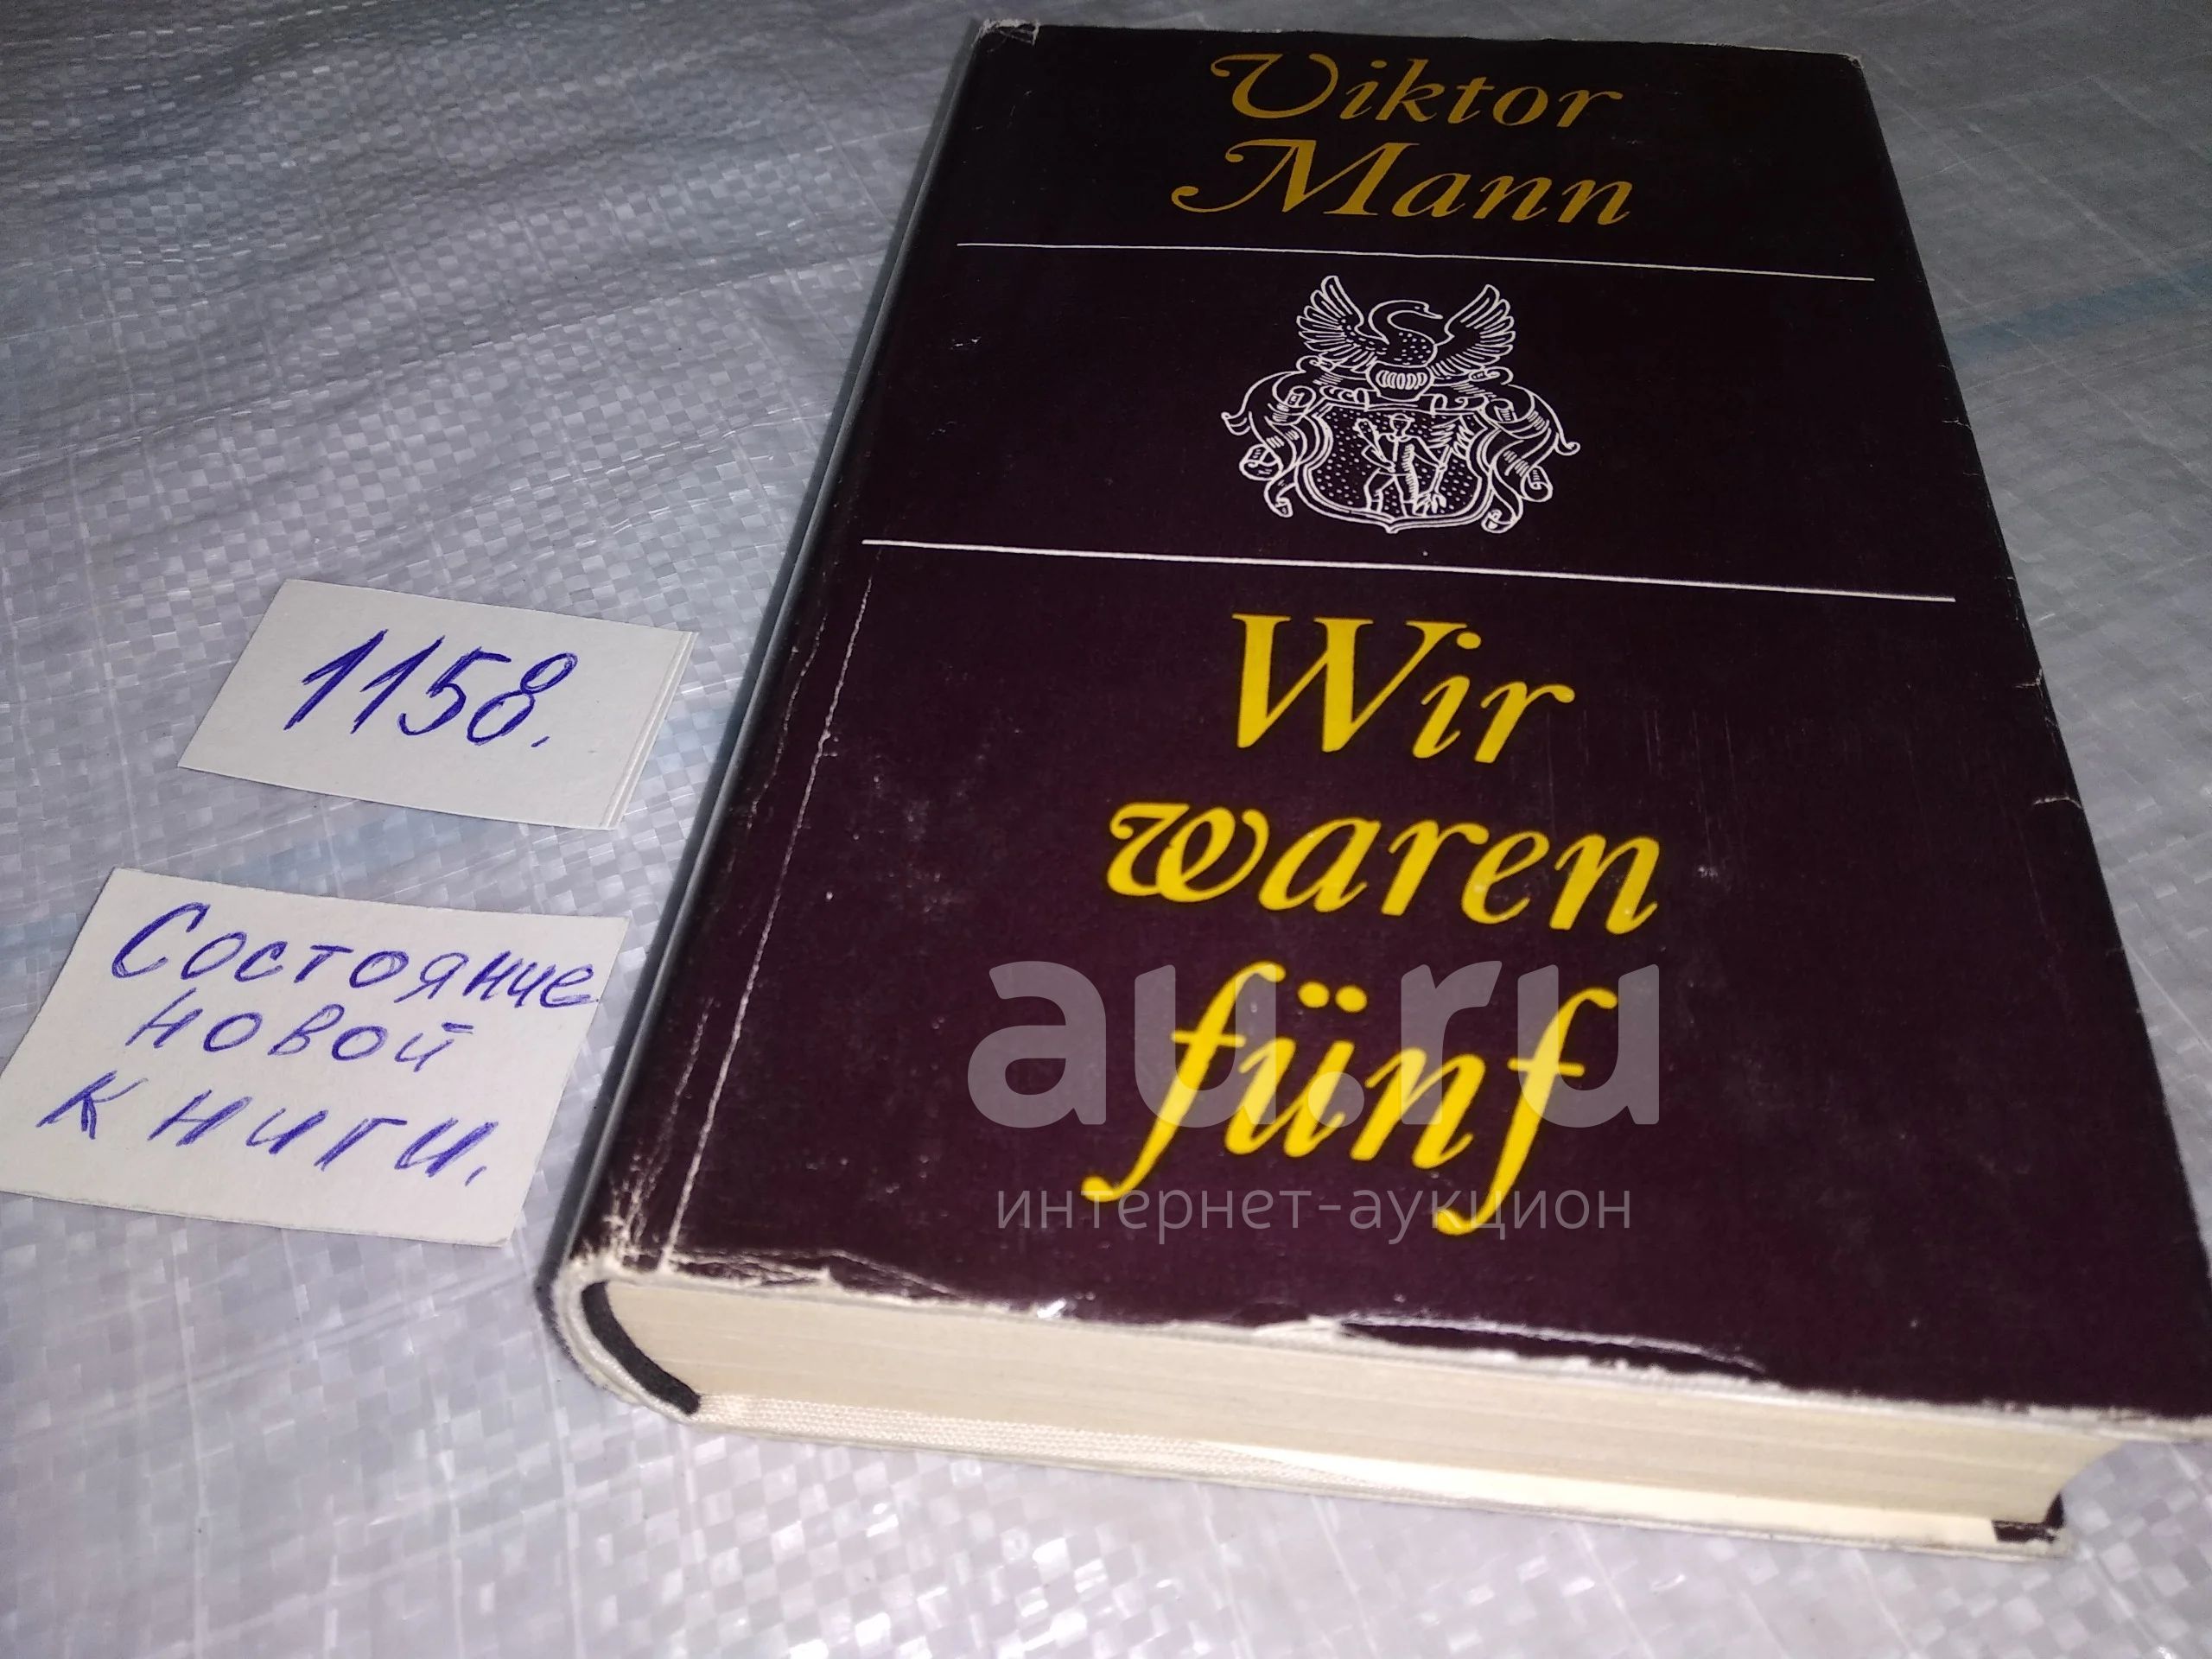 Viktor
Mann
Wir
waren
fünf
1158.
Состояние
новой
книги.
au.ru
интернет-аукцион